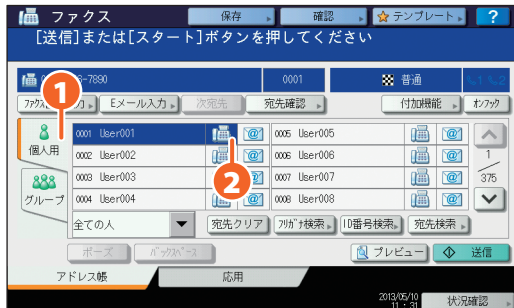 ファクス 保存 確認 テンプレート ?
[送信]または[スタート]ボタンを押してください
-7890 0001 普通
Eメール入力 次宛先 宛先確認 付加機能 オンフック
個人用
グループ
1
2
0001 User001
0002 User002
0003 User003
0004 User004
0005 User005
0006 User006
0007 User007
0008 User008
1
375
全ての人 宛先クリア フリガナ検索 ID番号検索 宛先検索
ポーズ バックスペース プレビュー 送信
アドレス帳 応用
2013/05/10
11:31 状況確認